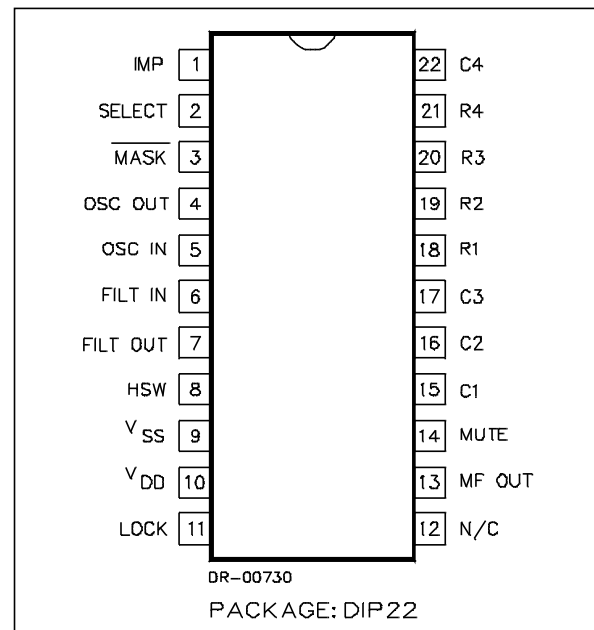 IMP 1 22 C4
SELECT 2 21 R4
MASK 3 20 R3
OSC OUT 4 19 R2
OSC IN 5 18 R1
FILT IN 6 17 C3
FILT OUT 7 16 C2
HSW 8 15 C1
VSS 9 14 MUTE
VDD 10 13 MF OUT
LOCK 11 12 N/C
DR-00730
PACKAGE: DIP22